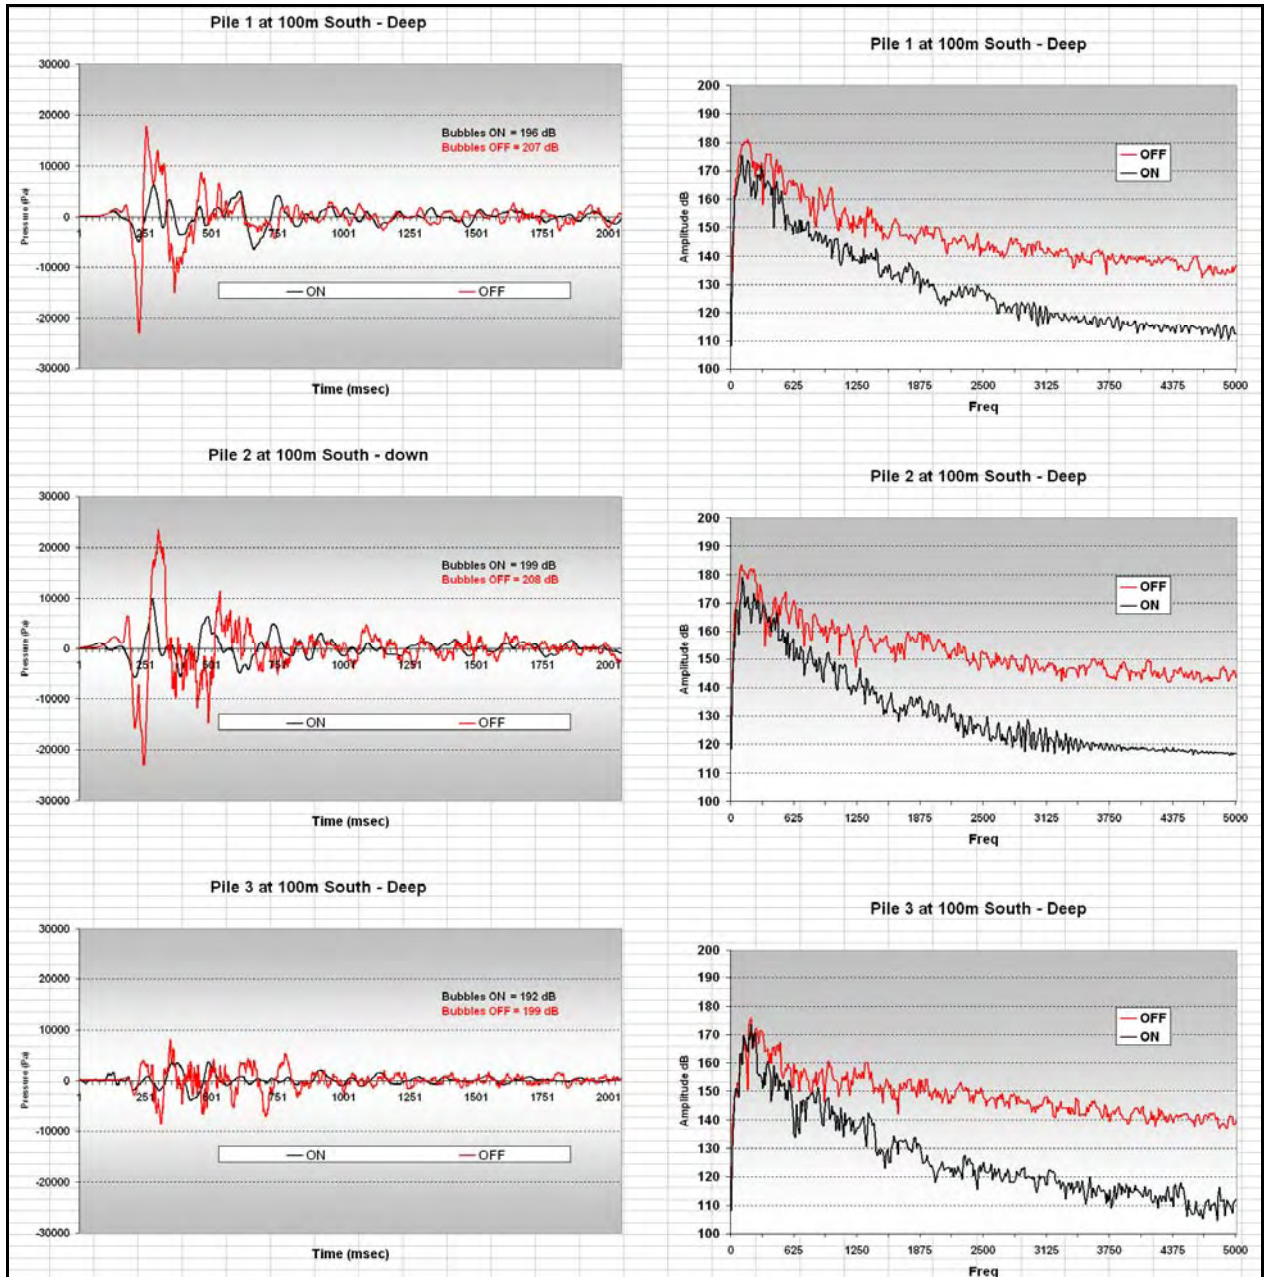 Pile 1 at 100m South - Deep
30000
20000
10000
0
-10000
-20000
-30000
Pressure (Pa)
Bubbles ON = 196 dB
Bubbles OFF = 207 dB
1 251 501 751 1001 1251 1501 1751 2001
ON OFF
Time (msec)
Pile 1 at 100m South - Deep
200
190
180
170
160
150
140
130
120
110
100
Amplitude dB
OFF
ON
0 625 1250 1875 2500 3125 3750 4375 5000
Freq
Pile 2 at 100m South - down
30000
20000
10000
0
-10000
-20000
-30000
Pressure (Pa)
Bubbles ON = 199 dB
Bubbles OFF = 208 dB
1 251 501 751 1001 1251 1501 1751 2001
ON OFF
Time (msec)
Pile 2 at 100m South - Deep
200
190
180
170
160
150
140
130
120
110
100
Amplitude dB
OFF
ON
0 625 1250 1875 2500 3125 3750 4375 5000
Freq
Pile 3 at 100m South - Deep
30000
20000
10000
0
-10000
-20000
-30000
Pressure (Pa)
Bubbles ON = 192 dB
Bubbles OFF = 199 dB
1 251 501 751 1001 1251 1501 1751 2001
ON OFF
Time (msec)
Pile 3 at 100m South - Deep
200
190
180
170
160
150
140
130
120
110
100
Amplitude dB
OFF
ON
0 625 1250 1875 2500 3125 3750 4375 5000
Freq